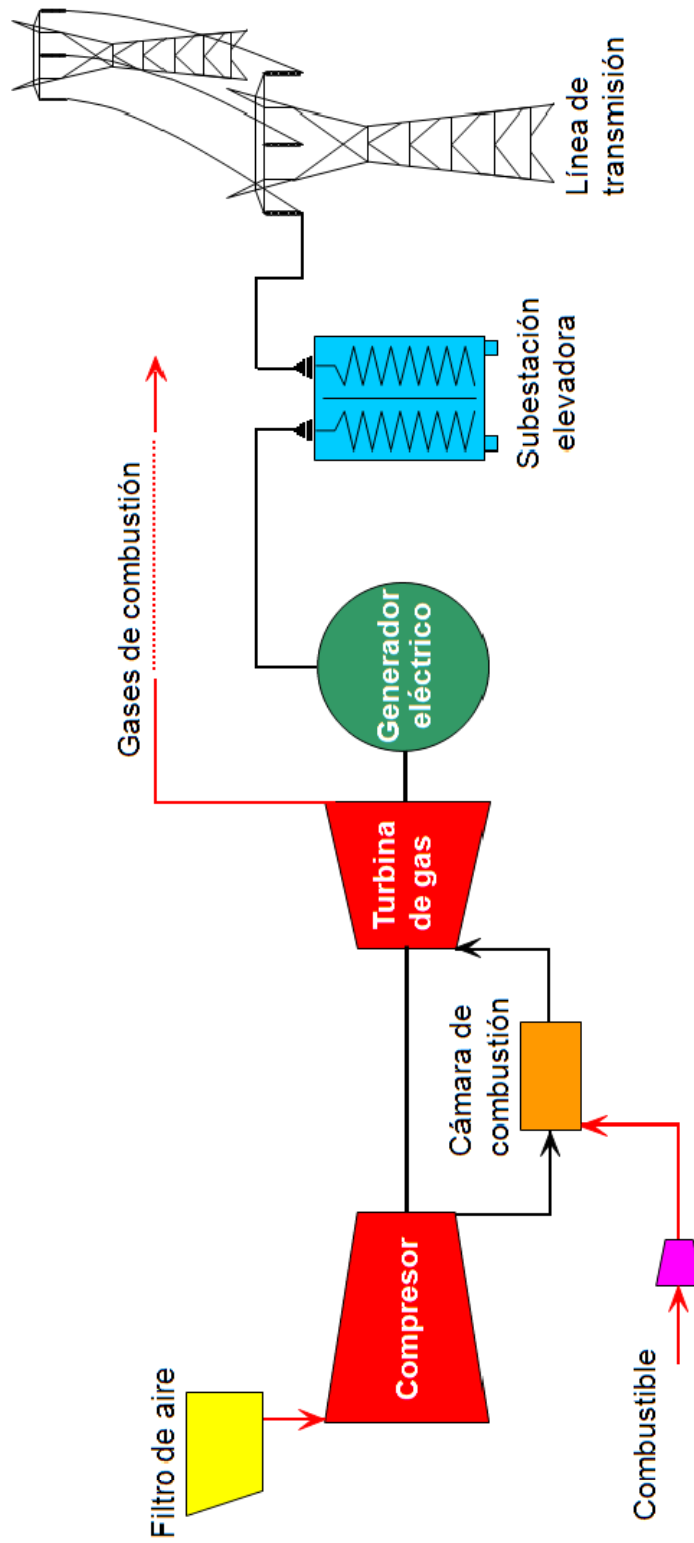 Filtro de aire
Compresor
Combustible
Cámara de
combustión
Turbina
de gas
Gases de combustión
Generador
eléctrico
Subestación
elevadora
Línea de
transmisión